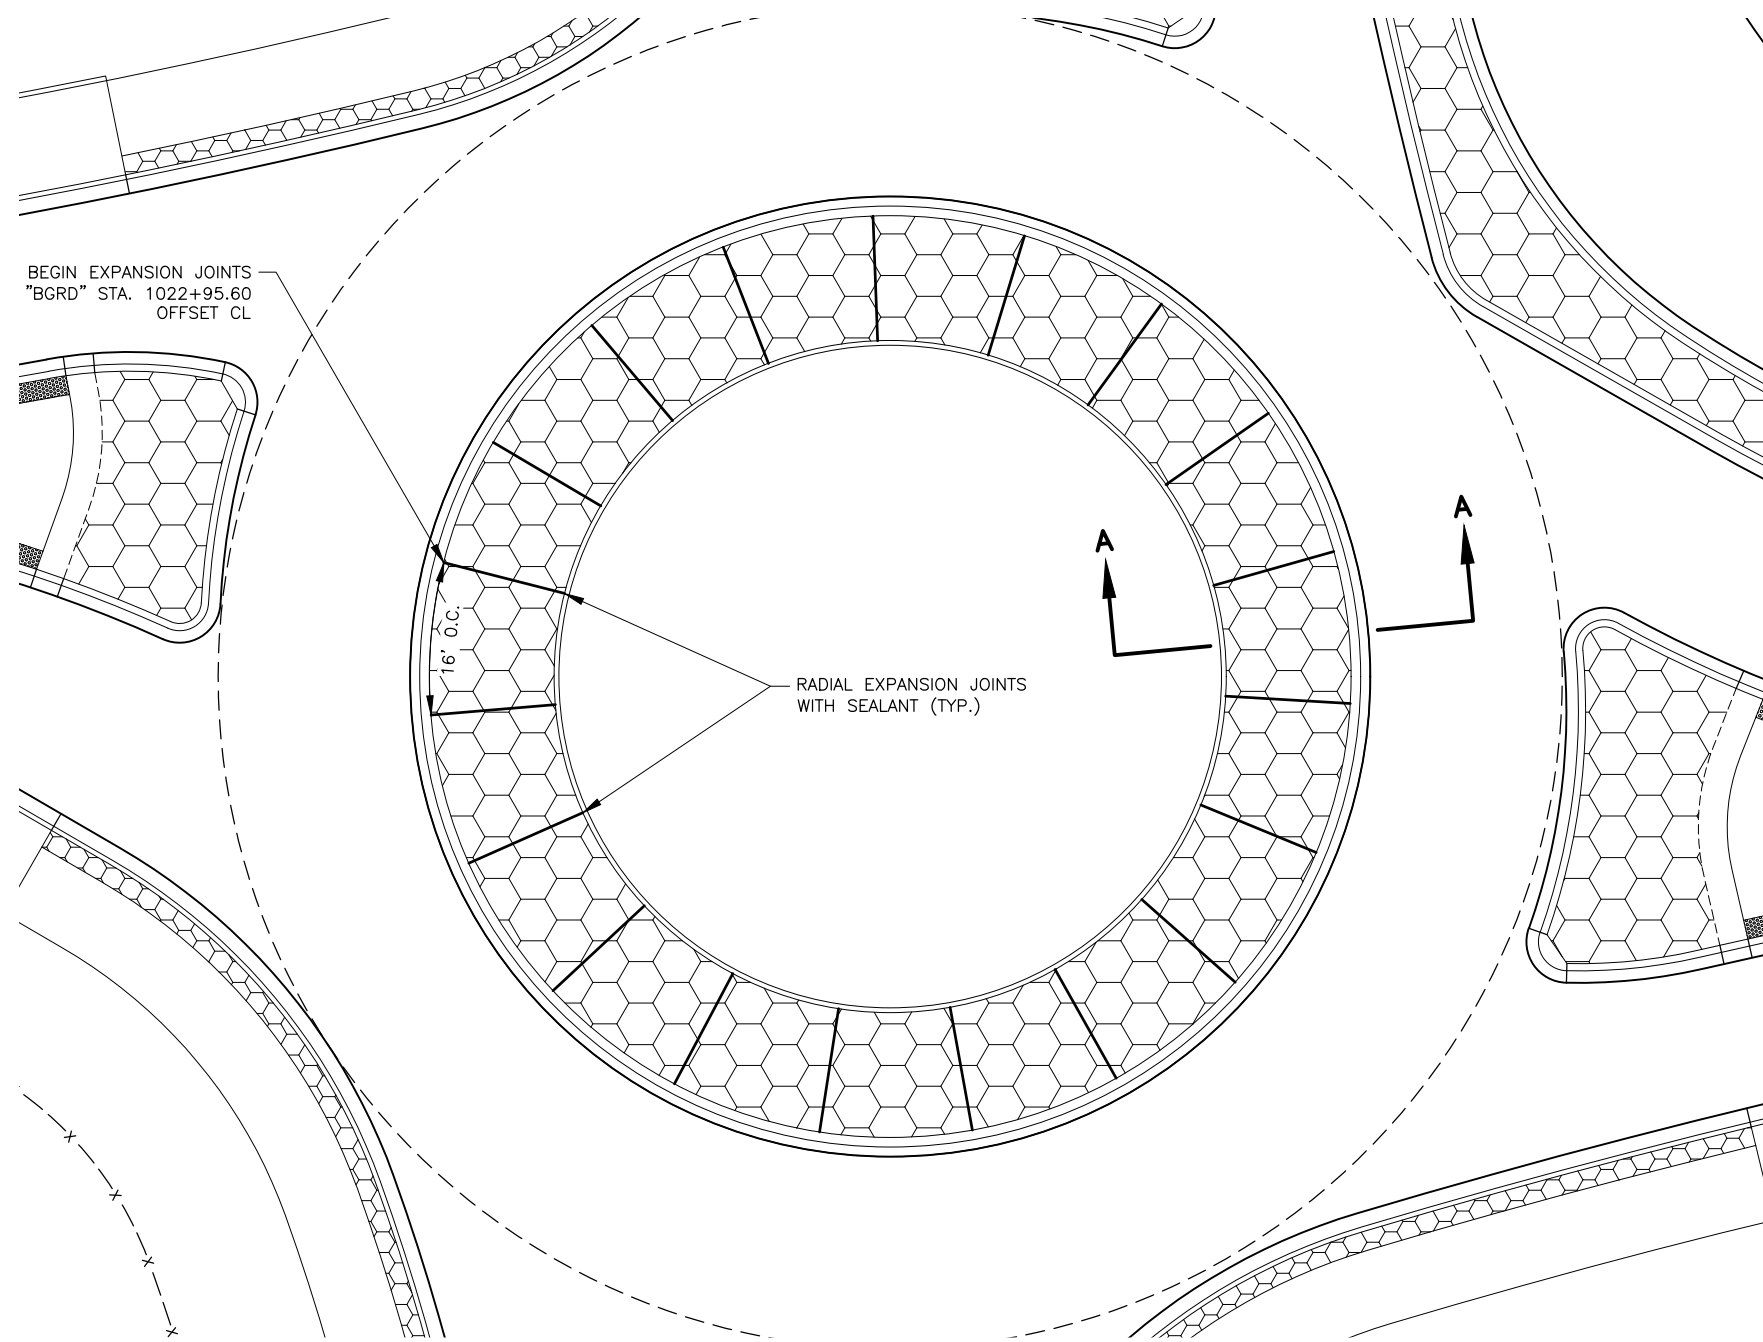 BEGIN EXPANSION JOINTS
"BGRD" STA. 1022+95.60
OFFSET CL
A
A
16' O.C.
RADIAL EXPANSION JOINTS
WITH SEALANT (TYP.)